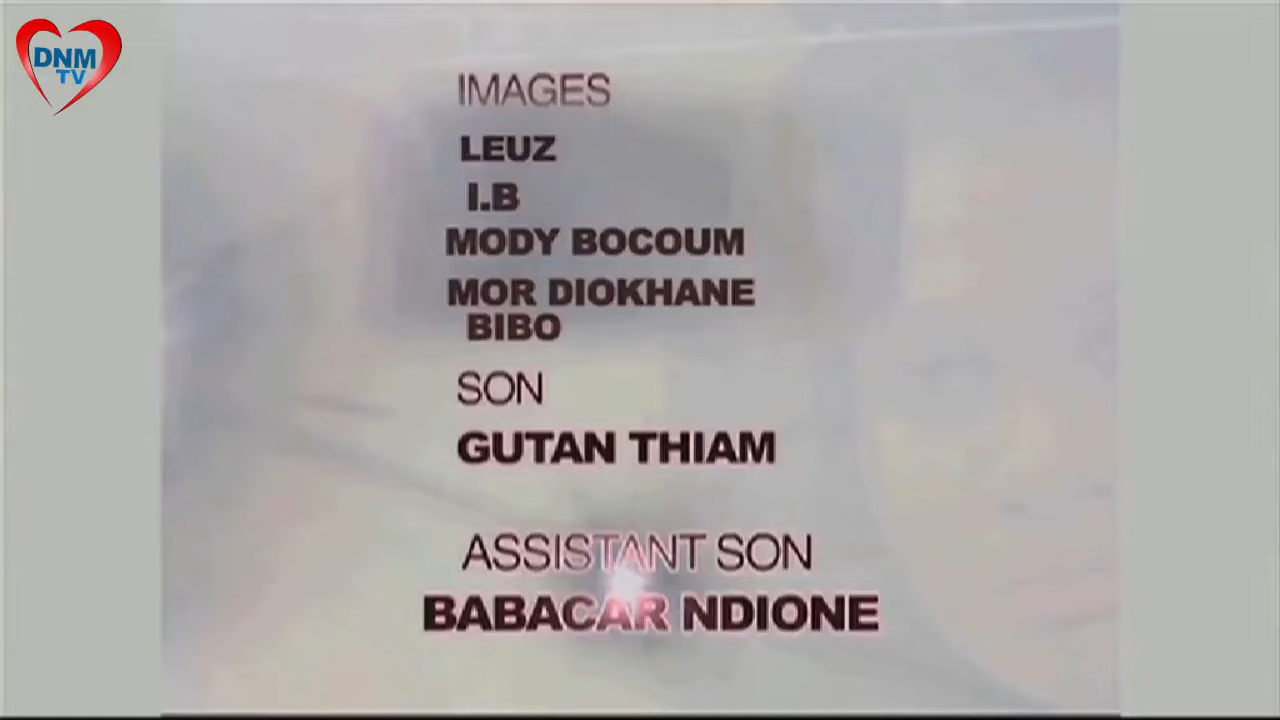 DNM
TV
IMAGES
LEUZ
I.B
MODY BOCOUM
MOR DIOKHANE
BIBO
SON
GUTAN THIAM
ASSISTANT SON
BABACAR NDIONE